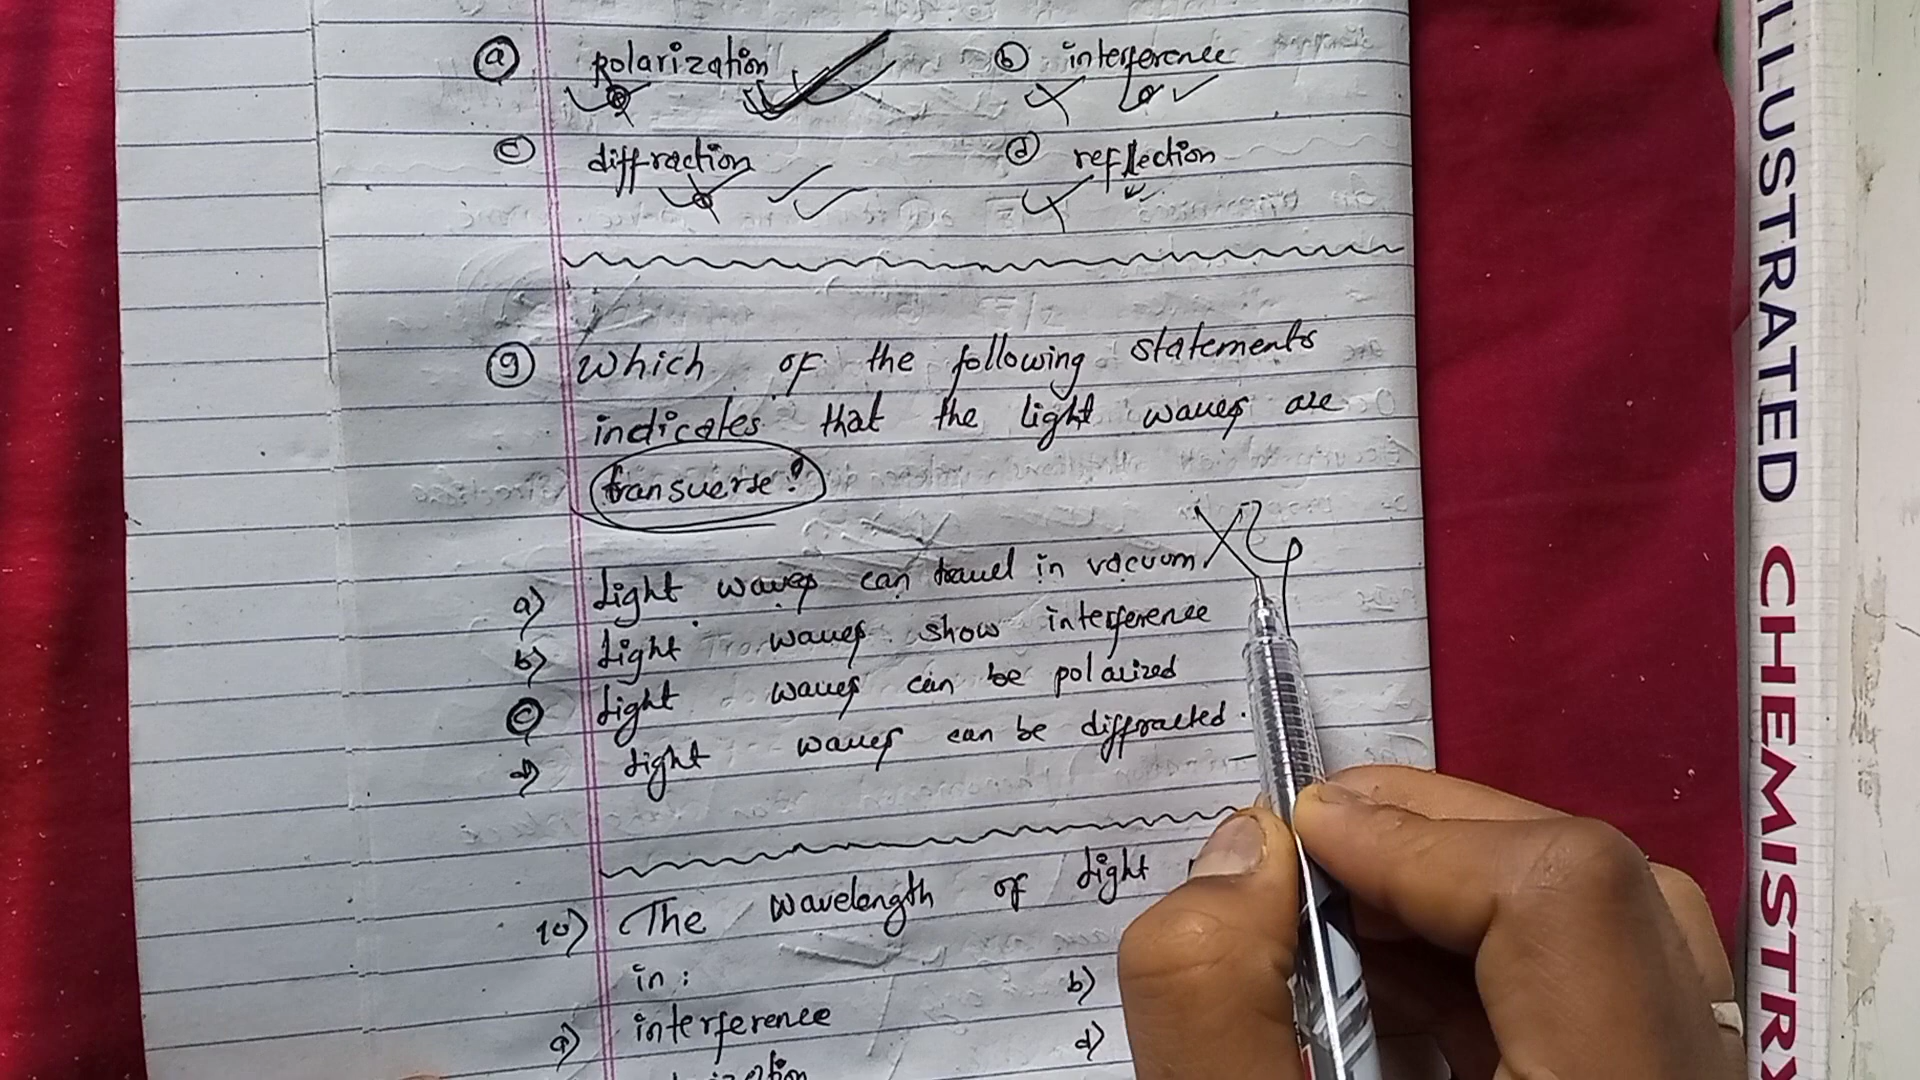 a polarization b interference
c diffraction d reflection
9 Which of the following statements
indicates that the light waves are
transverse?
a) Light waves can travel in vacuum
b) Light waves show interference
c Light waves can be polarized
d) Light waves can be diffracted.
10) The wavelength of light
in :
a) interference b)
d)
ILLUSTRATED CHEMISTRY